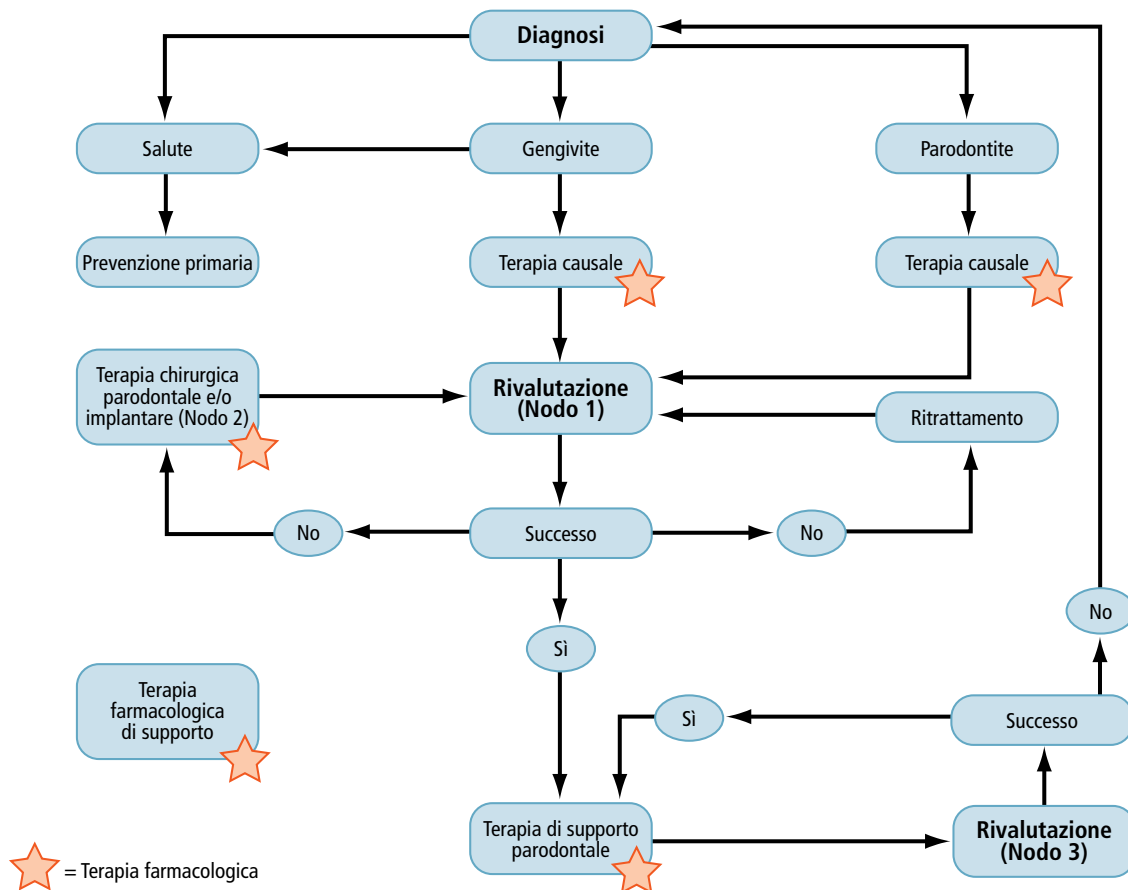 Diagnosi
Salute
Gengivite
Parodontite
Prevenzione primaria
Terapia causale
Terapia causale
Terapia chirurgica
parodontale e/o
implantare (Nodo 2)
Rivalutazione
(Nodo 1)
Ritrattamento
No
Successo
No
Sì
No
Terapia
farmacologica
di supporto
Sì
Successo
Terapia di supporto
parodontale
Rivalutazione
(Nodo 3)
= Terapia farmacologica